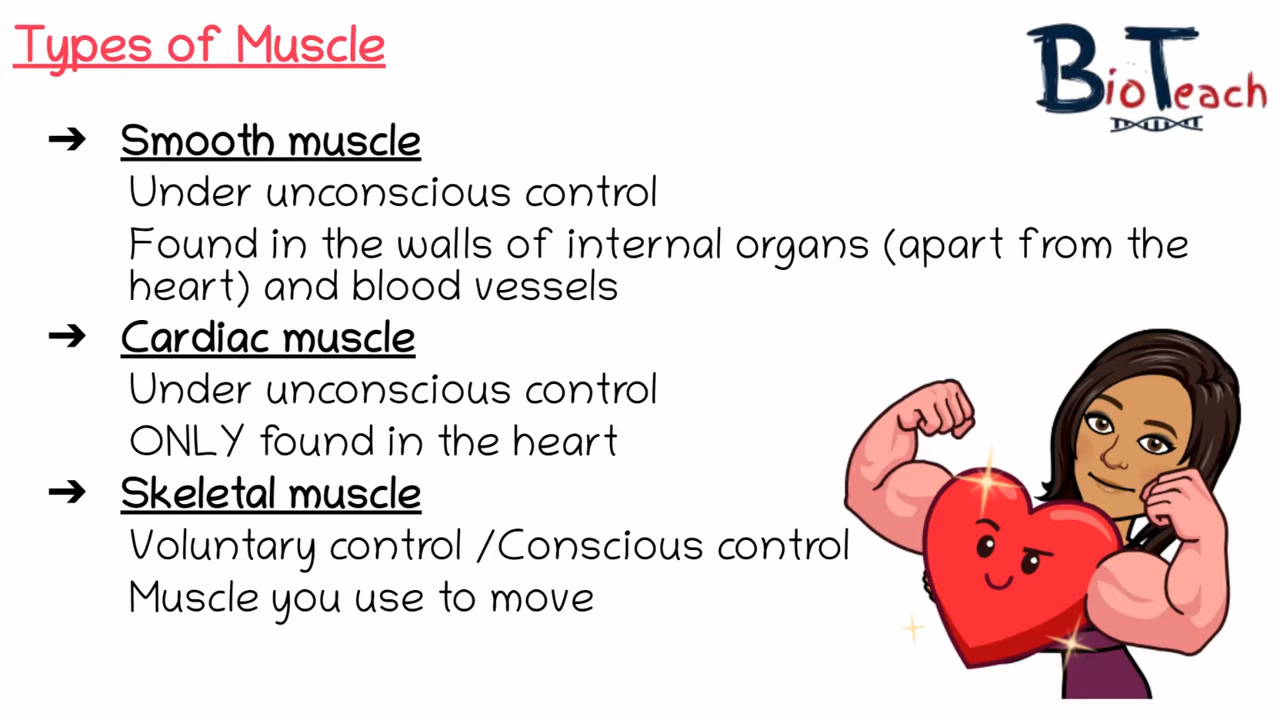 Types of Muscle
BioTeach
➔ Smooth muscle
Under unconscious control
Found in the walls of internal organs (apart from the
heart) and blood vessels
➔ Cardiac muscle
Under unconscious control
ONLY found in the heart
➔ Skeletal muscle
Voluntary control /Conscious control
Muscle you use to move